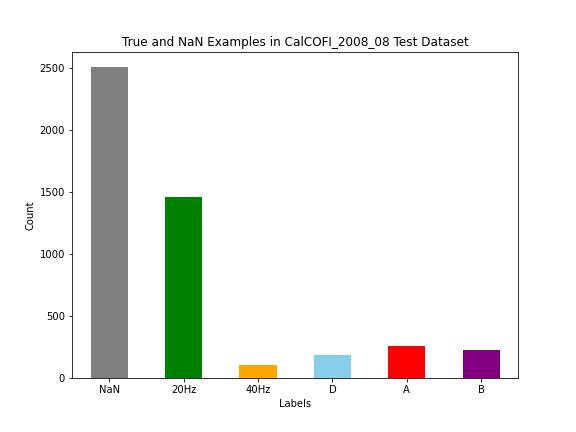 True and NaN Examples in CalCOFI_2008_08 Test Dataset
2500
2000
1500
1000
500
0
Count
NaN 20Hz 40Hz D A B
Labels